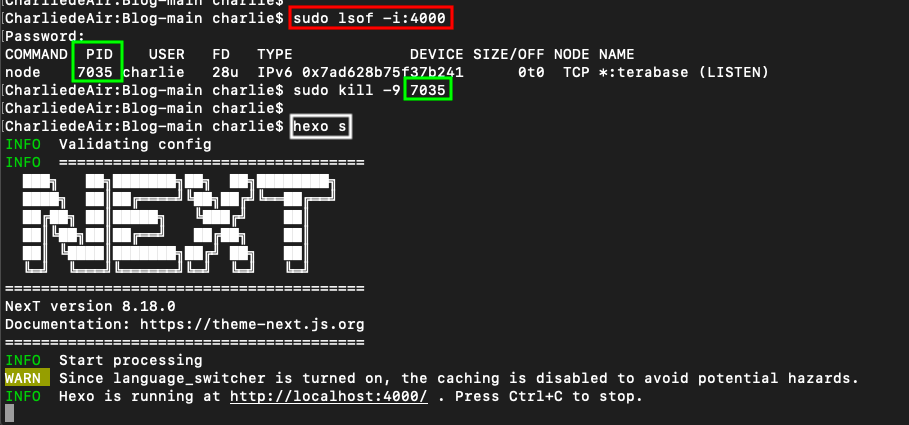 CharliedeAir:Blog-main charlie$
CharliedeAir:Blog-main charlie$ sudo lsof -i:4000
Password:
COMMAND PID USER FD TYPE DEVICE SIZE/OFF NODE NAME
node 7035 charlie 28u IPv6 0x7ad628b75f37b241 0t0 TCP *:terabase (LISTEN)
CharliedeAir:Blog-main charlie$ sudo kill -9 7035
CharliedeAir:Blog-main charlie$
CharliedeAir:Blog-main charlie$ hexo s
INFO Validating config
INFO ==================================
NEXT
========================================
NexT version 8.18.0
Documentation: https://theme-next.js.org
========================================
INFO Start processing
WARN Since language_switcher is turned on, the caching is disabled to avoid potential hazards.
INFO Hexo is running at http://localhost:4000/ . Press Ctrl+C to stop.